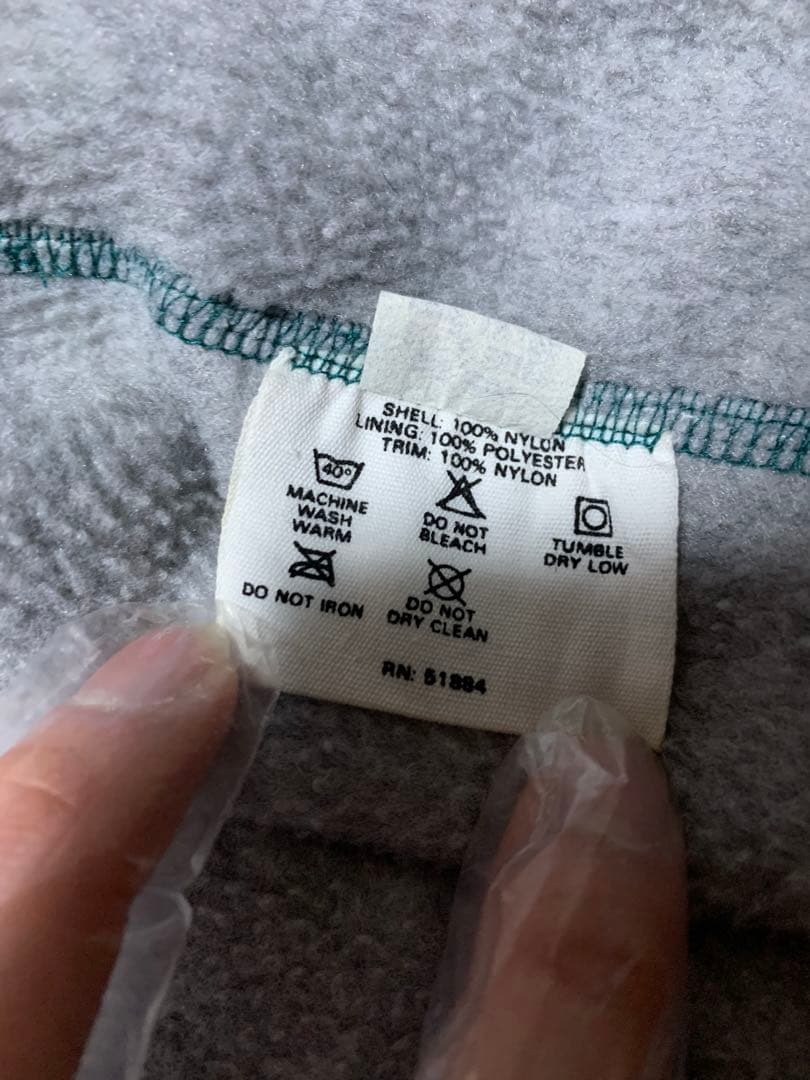 SHELL: 100% NYLON
LINING: 100% POLYESTER
TRIM: 100% NYLON
40°
MACHINE
WASH
WARM
DO NOT
BLEACH
TUMBLE
DRY LOW
DO NOT IRON
DO NOT
DRY CLEAN
RN: 51884